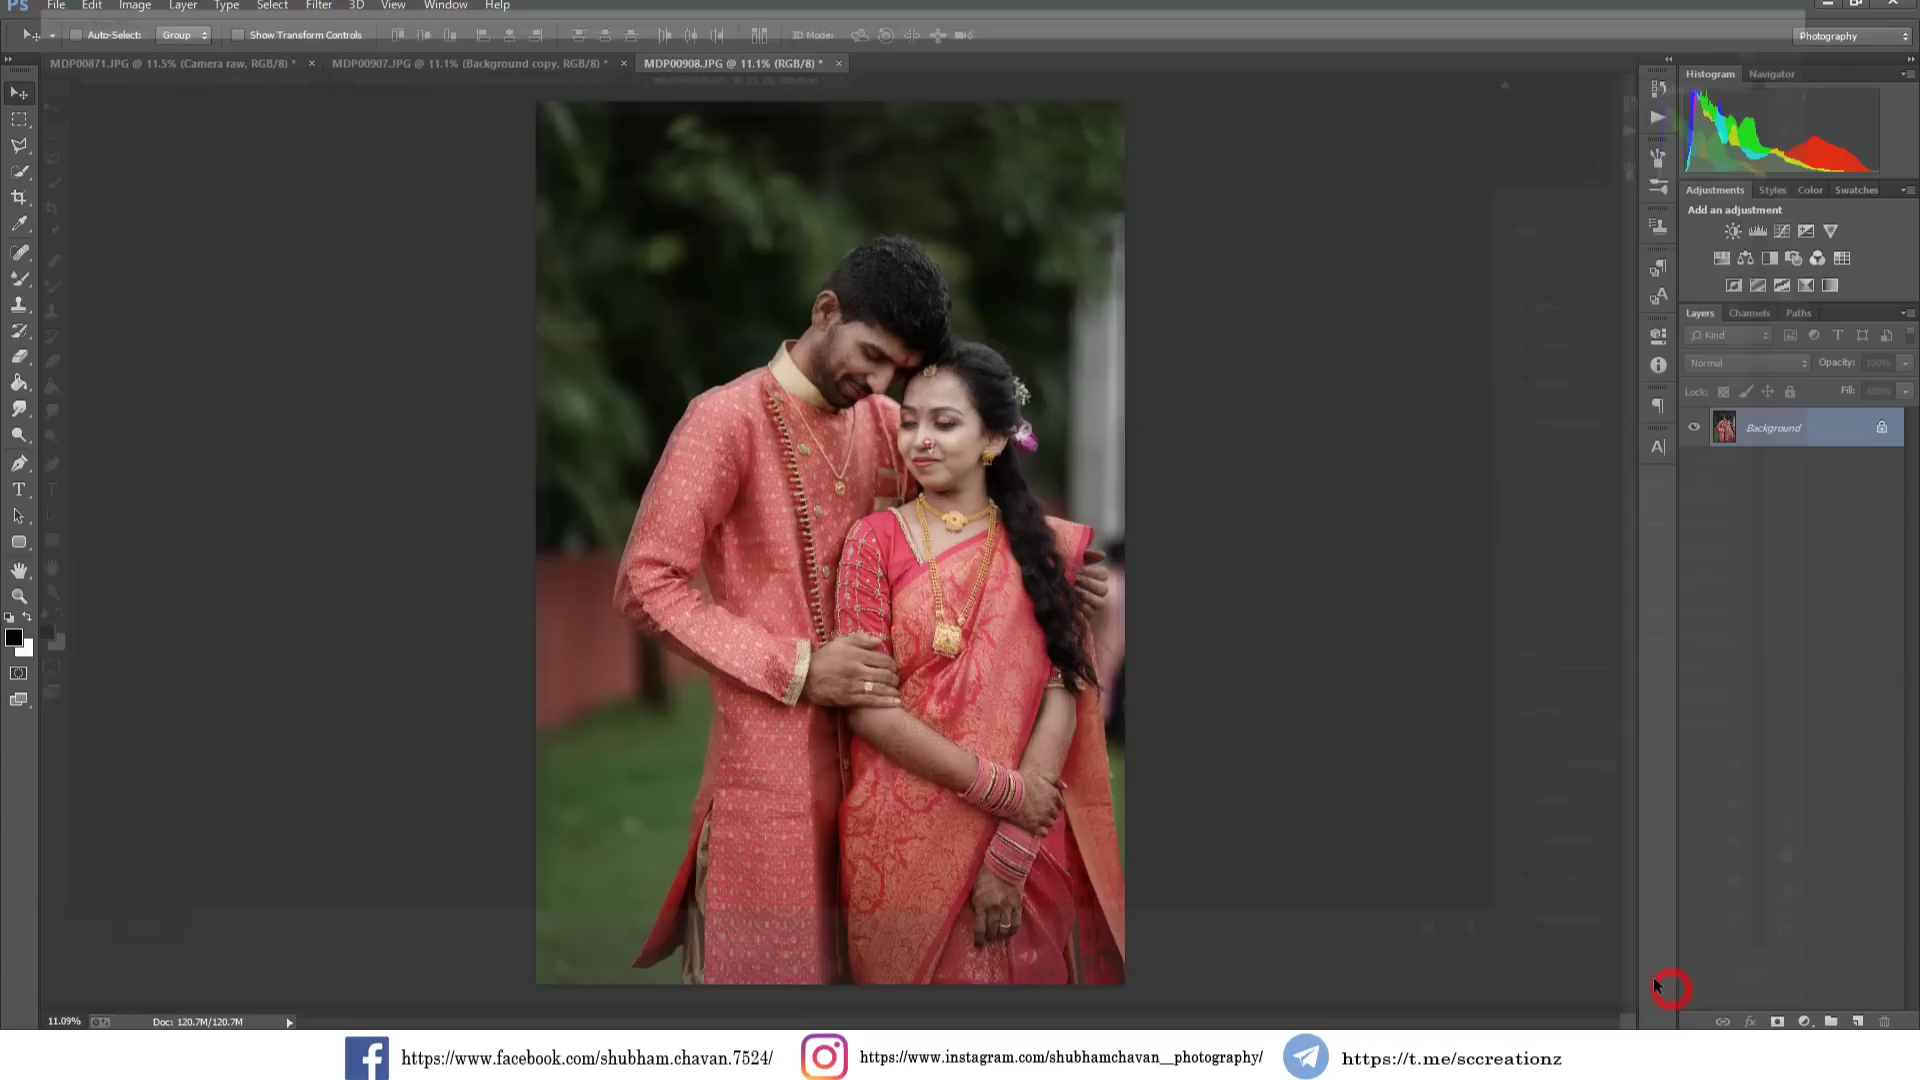 Ps File Edit Image Layer Type Select Filter 3D View Window Help
Auto-Select: Group Show Transform Controls 3D Mode: Photography
MDP00871.JPG @ 11.5% (Camera raw, RGB/8) * × MDP00907.JPG @ 11.1% (Background copy, RGB/8) * × MDP00908.JPG @ 11.1% (RGB/8) * ×
Histogram Navigator
Adjustments Styles Color Swatches
Add an adjustment
Layers Channels Paths
Kind
Normal Opacity: 100%
Lock: Fill: 100%
Background
11.09% Doc: 120.7M/120.7M
https://www.facebook.com/shubham.chavan.7524/ https://www.instagram.com/shubhamchavan__photography/ https://t.me/sccreationz